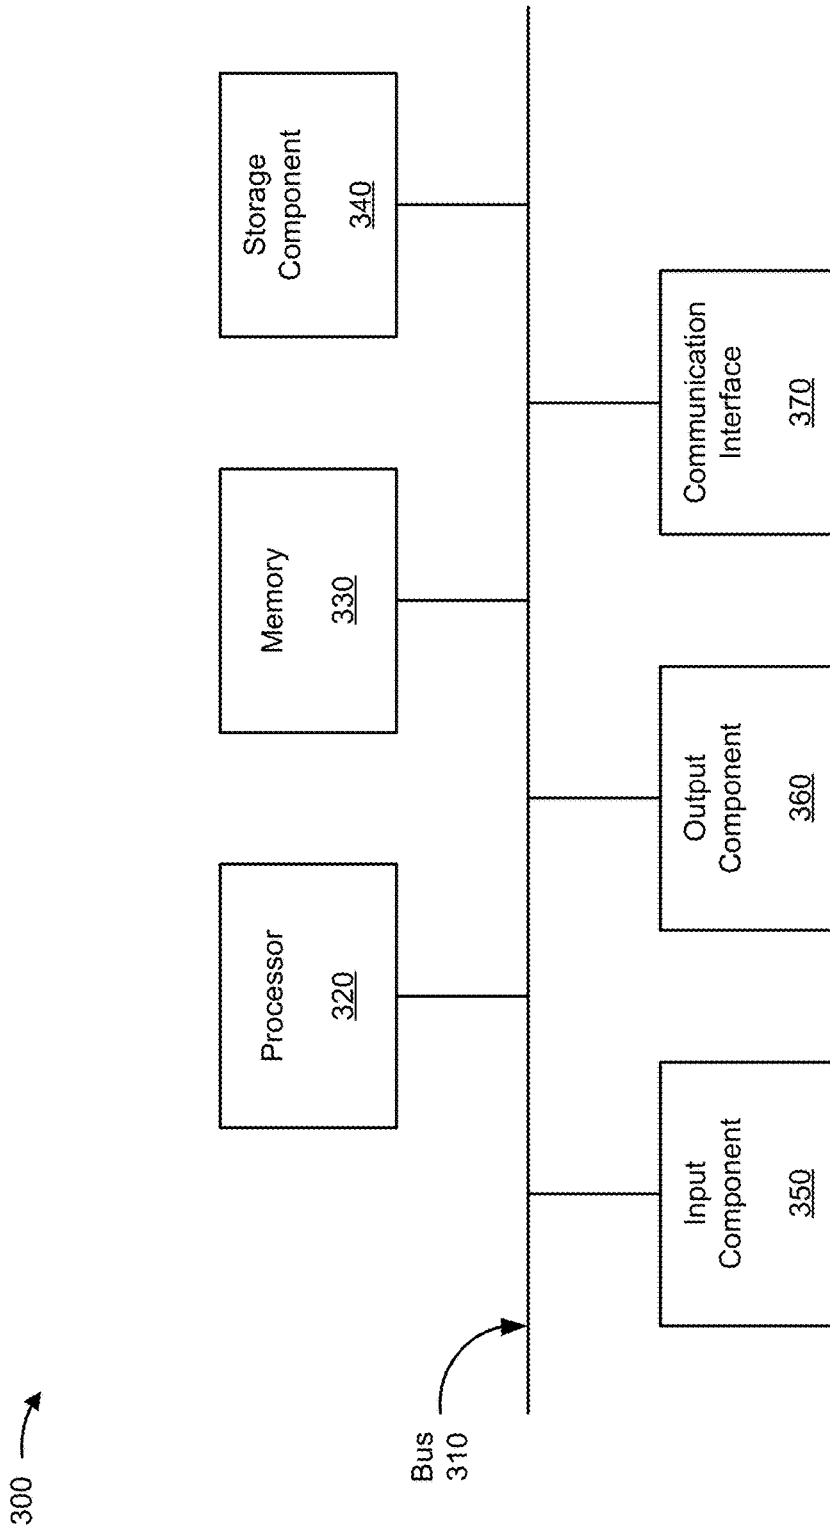 300
Bus
310
Processor
320
Memory
330
Storage
Component
340
Input
Component
350
Output
Component
360
Communication
Interface
370